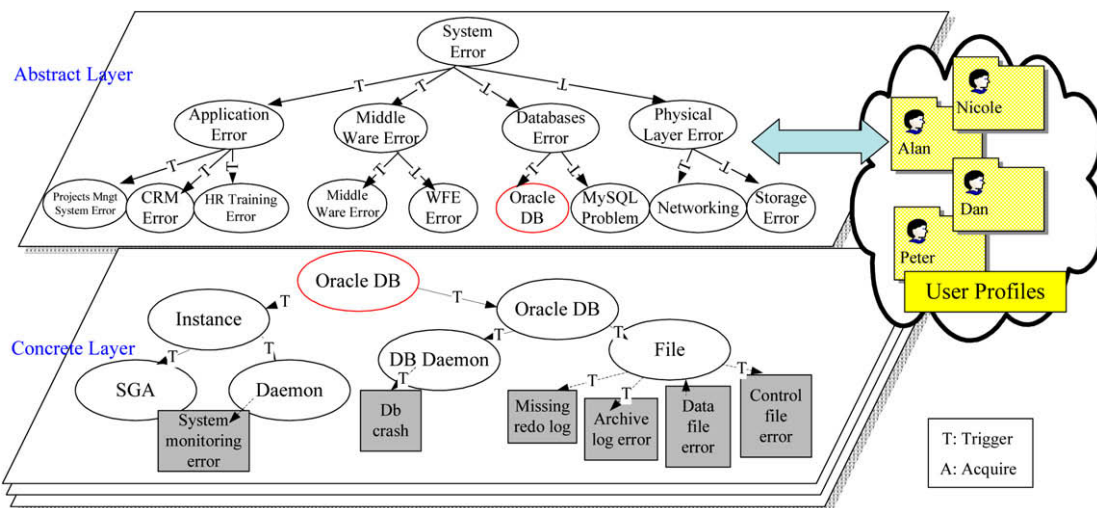 System
Error
Abstract Layer
T
T
T
T
Application
Error
Middle
Ware Error
Databases
Error
Physical
Layer Error
T
T
T
T
T
T
T
T
T
Projects Mngt
System Error
CRM
Error
HR Training
Error
Middle
Ware Error
WFE
Error
Oracle
DB
MySQL
Problem
Networking
Storage
Error
Nicole
Alan
Dan
Peter
User Profiles
Oracle DB
T
T
Instance
Oracle DB
Concrete Layer
T
T
T
T
SGA
Daemon
DB Daemon
File
T
T
T
T
System
monitoring
error
Db
crash
Missing
redo log
Archive
log error
Data
file
error
Control
file
error
T: Trigger
A: Acquire